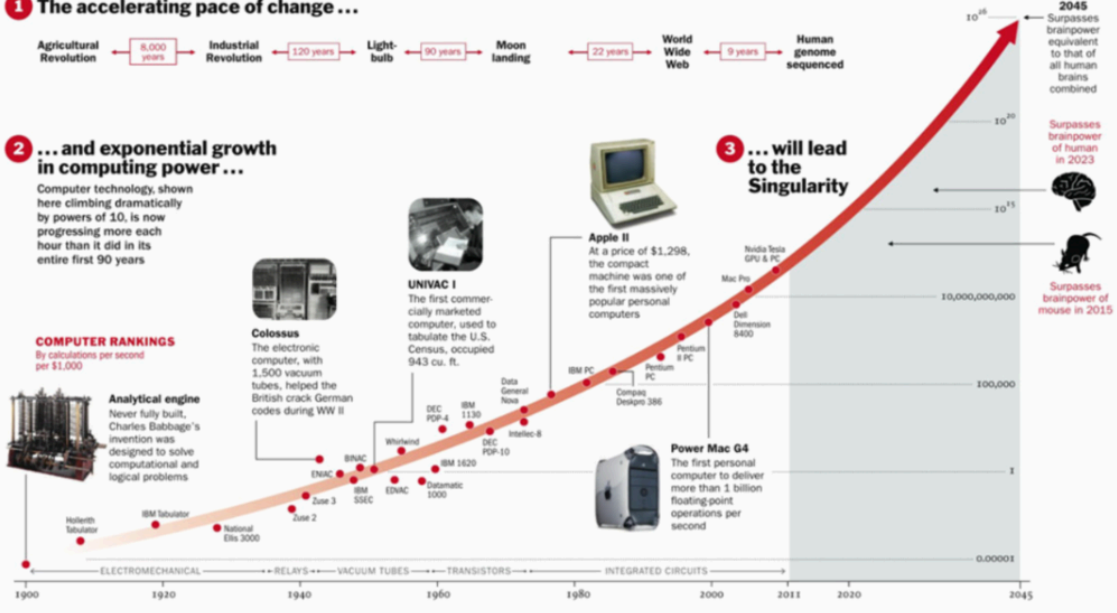 1 The accelerating pace of change ...
Agricultural
Revolution
8,000
years
Industrial
Revolution
120 years
Light-
bulb
90 years
Moon
landing
22 years
World
Wide
Web
9 years
Human
genome
sequenced
2 ... and exponential growth
in computing power ...
Computer technology, shown
here climbing dramatically
by powers of 10, is now
progressing more each
hour than it did in its
entire first 90 years
3 ... will lead
to the
Singularity
2045
Surpasses
brainpower
equivalent
to that of
all human
brains
combined
Surpasses
brainpower
of human
in 2023
Surpasses
brainpower of
mouse in 2015
COMPUTER RANKINGS
By calculations per second
per $1,000
Analytical engine
Never fully built,
Charles Babbage's
invention was
designed to solve
computational and
logical problems
Colossus
The electronic
computer, with
1,500 vacuum
tubes, helped the
British crack German
codes during WW II
UNIVAC I
The first commer-
cially marketed
computer, used to
tabulate the U.S.
Census, occupied
943 cu. ft.
Apple II
At a price of $1,298,
the compact
machine was one of
the first massively
popular personal
computers
Power Mac G4
The first personal
computer to deliver
more than 1 billion
floating-point
operations per
second
Hollerith
Tabulator
IBM Tabulator
National
Ellis 3000
Zuse 2
Zuse 3
ENIAC
BINAC
IBM
SSEC
Whirlwind
EDVAC
Datamatic
1000
IBM 1620
DEC
PDP-4
IBM
1130
DEC
PDP-10
Data
General
Nova
Intellec-8
IBM PC
Compaq
Deskpro 386
Pentium
PC
Pentium
II PC
Dell
Dimension
8400
Mac Pro
Nvidia Tesla
GPU & PC
10^26
10^20
10^15
10,000,000,000
100,000
1
0.00001
ELECTROMECHANICAL
RELAYS
VACUUM TUBES
TRANSISTORS
INTEGRATED CIRCUITS
1900
1920
1940
1960
1980
2000
2011
2020
2045